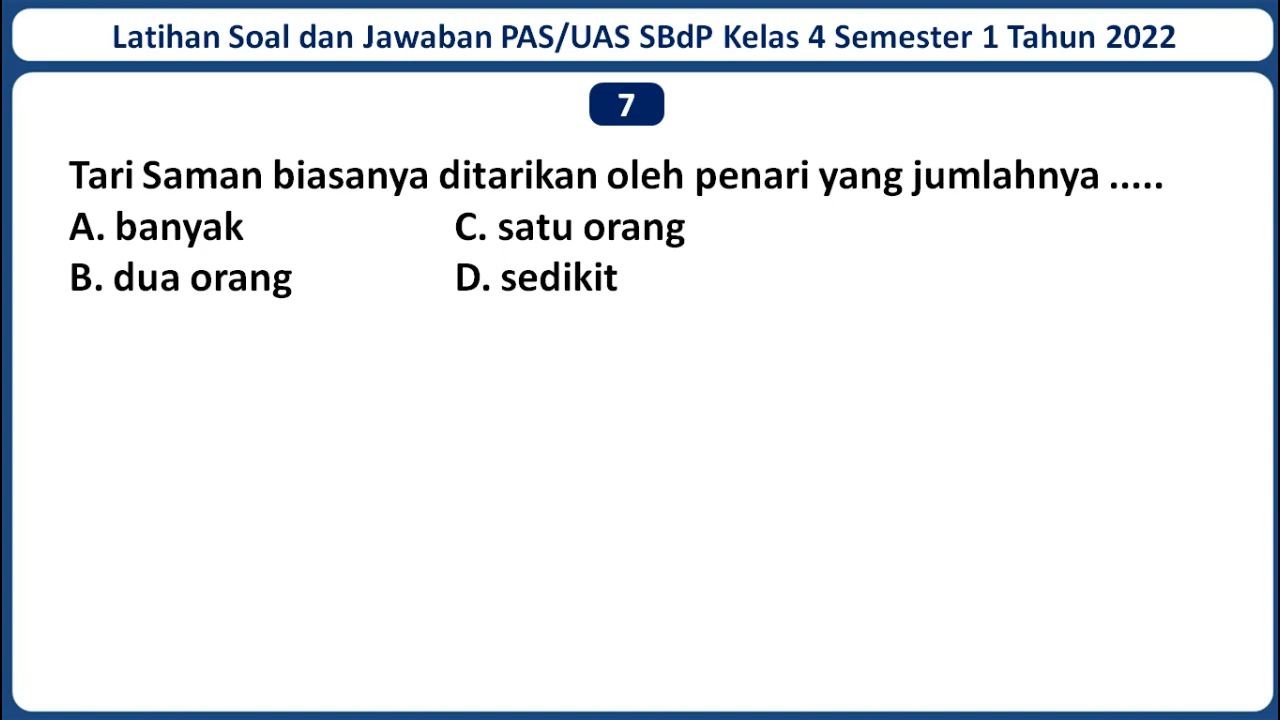 Latihan Soal dan Jawaban PAS/UAS SBdP Kelas 4 Semester 1 Tahun 2022
7
Tari Saman biasanya ditarikan oleh penari yang jumlahnya .....
A. banyak C. satu orang
B. dua orang D. sedikit